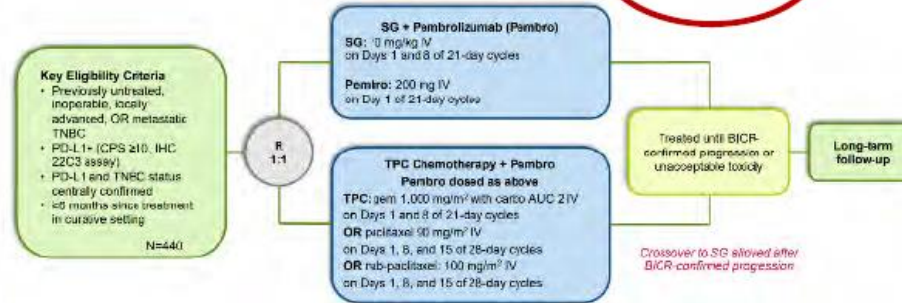 Key Eligibility Criteria
• Previously untreated,
inoperable, locally
advanced, OR metastatic
TNBC
• PD-L1+ (CPS ≥10, IHC
22C3 assay)
• PD-L1 and TNBC status
centrally confirmed
• months since treatment
in curative setting
N=440
R
1:1
SG + Pembrolizumab (Pembro)
SG: mg/kg IV
on Days 1 and 8 of 21-day cycles
Pembro: 200 mg IV
on Day 1 of 21-day cycles
TPC Chemotherapy + Pembro
Pembro dosed as above
TPC: gem 1,000 mg/m² with carbo AUC 2 IV
on Days 1 and 8 of 21-day cycles
OR paclitaxel 90 mg/m² IV
on Days 1, 8, and 15 of 28-day cycles
OR nab-paclitaxel: 100 mg/m² IV
on Days 1, 8, and 15 of 28-day cycles
Treated until BICR-
confirmed progression or
unacceptable toxicity
Crossover to SG allowed after
BICR-confirmed progression
Long-term
follow-up